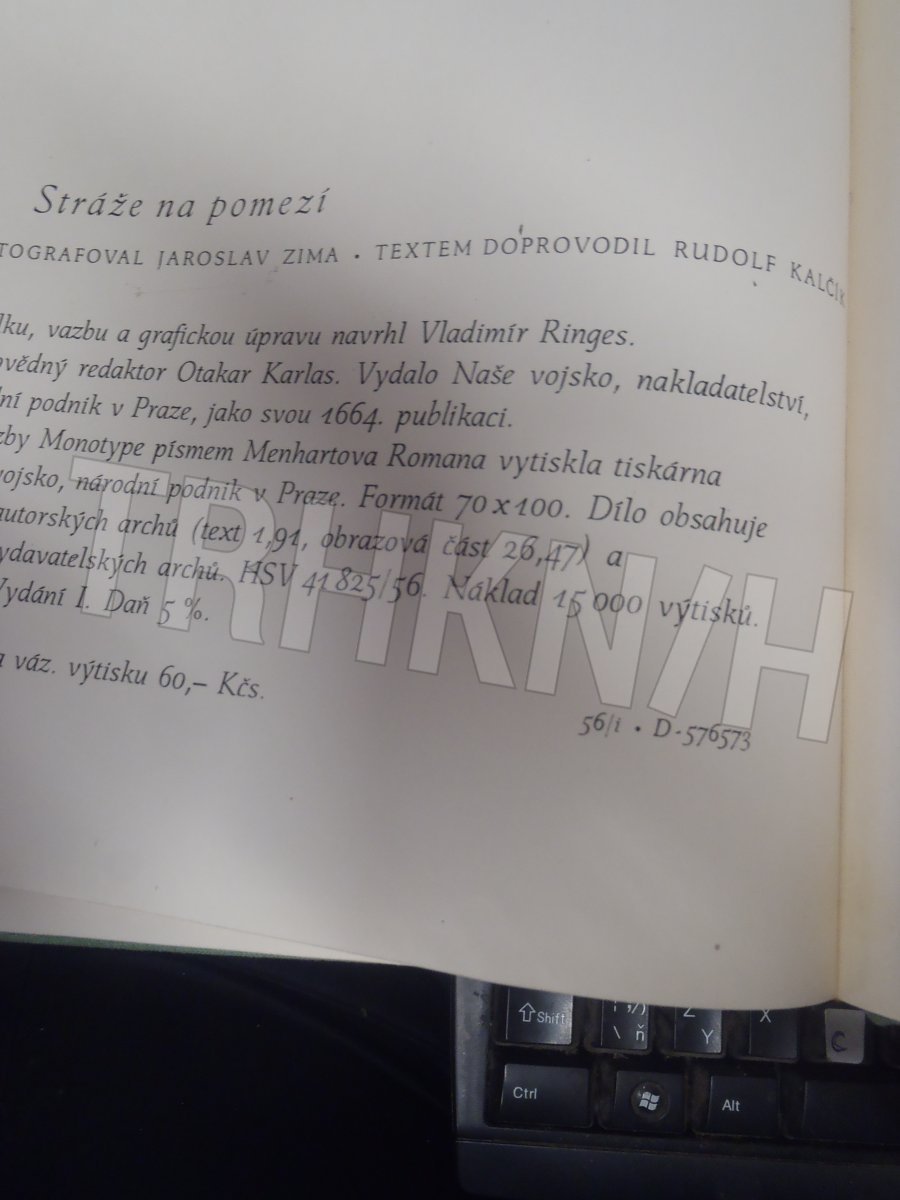 Stráže na pomezí
TOGRAFOVAL JAROSLAV ZIMA • TEXTEM DOPROVODIL RUDOLF KALČÍK
lku, vazbu a grafickou úpravu navrhl Vladimír Ringes.
ovědný redaktor Otakar Karlas. Vydalo Naše vojsko, nakladatelství,
dní podnik v Praze, jako svou 1664. publikaci.
zby Monotype písmem Menhartova Romana vytiskla tiskárna
vojsko, národní podnik v Praze. Formát 70 x 100. Dílo obsahuje
autorských archů (text 1,91, obrazová část 26,47) a
ydavatelských archů. HSV 41 825/56. Náklad 15 000 výtisků.
Vydání I. Daň 5 %.
a váz. výtisku 60,– Kčs.
56/i • D-576573
TRHKN/H
Shift \ ň Z Y X C
Ctrl Alt